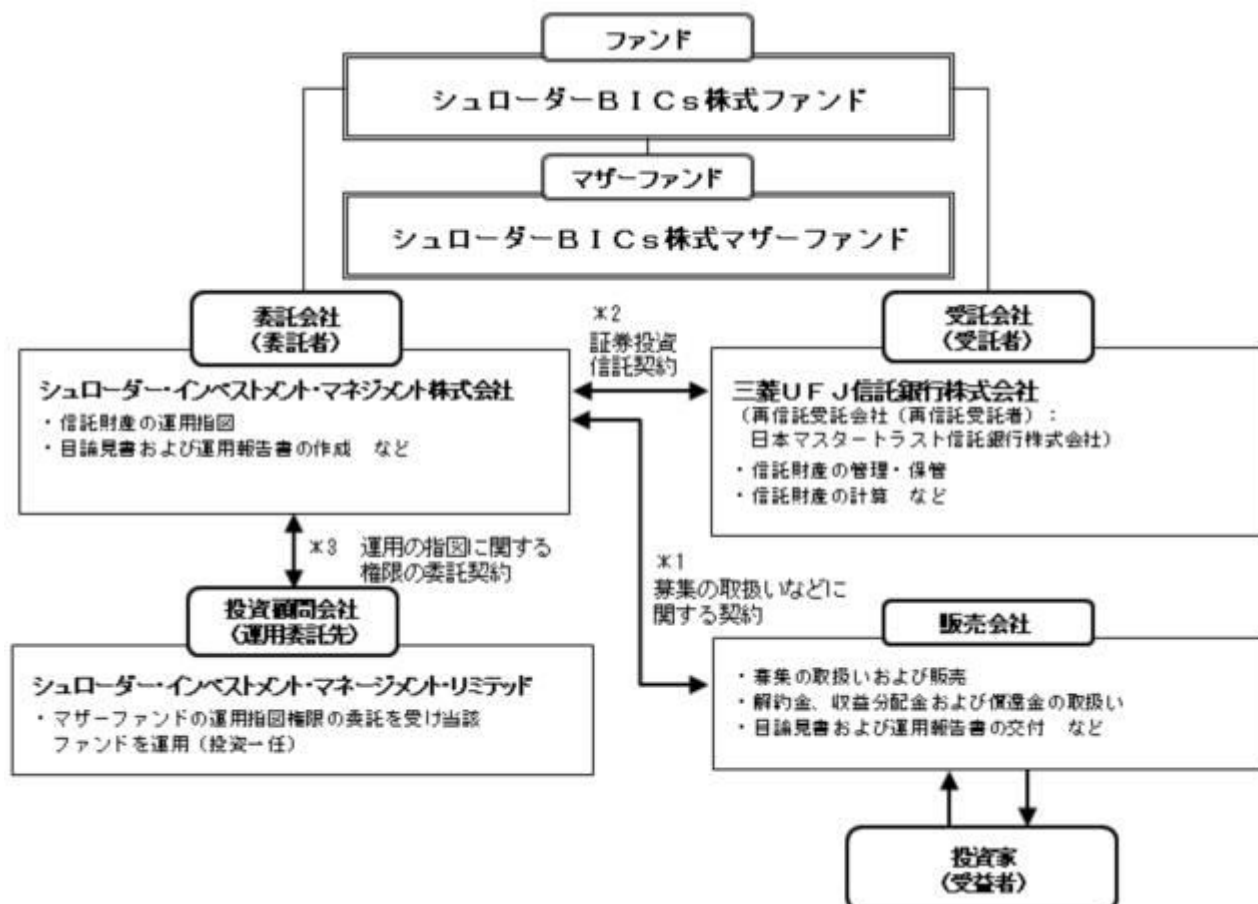 ファンド
シュローダーBICs株式ファンド
マザーファンド
シュローダーBICs株式マザーファンド
委託会社
（委託者）
シュローダー・インベストメント・マネジメント株式会社
・信託財産の運用指図
・目論見書および運用報告書の作成　など
*2
証券投資
信託契約
受託会社
（受託者）
三菱UFJ信託銀行株式会社
（再信託受託会社（再信託受託者）：
日本マスタートラスト信託銀行株式会社）
・信託財産の管理・保管
・信託財産の計算　など
*3　運用の指図に関する
権限の委託契約
*1
募集の取扱いなどに
関する契約
投資顧問会社
（運用委託先）
シュローダー・インベストメント・マネージメント・リミテッド
・マザーファンドの運用指図権限の委託を受け当該
ファンドを運用（投資一任）
販売会社
・募集の取扱いおよび販売
・解約金、収益分配金および償還金の取扱い
・目論見書および運用報告書の交付　など
投資家
（受益者）